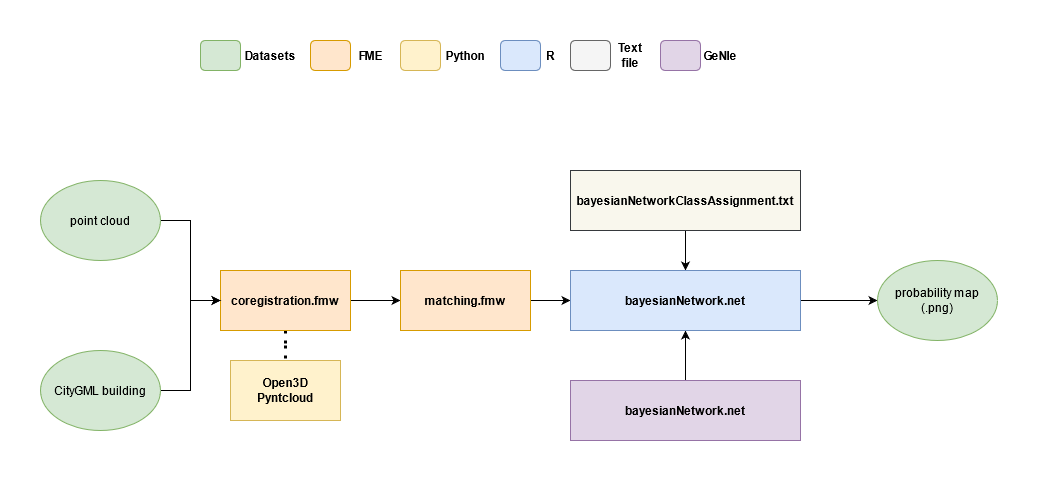 Datasets
FME
Python
R
Text
file
GeNIe
point cloud
CityGML building
coregistration.fmw
Open3D
Pyntcloud
matching.fmw
bayesianNetworkClassAssignment.txt
bayesianNetwork.net
bayesianNetwork.net
probability map
(.png)